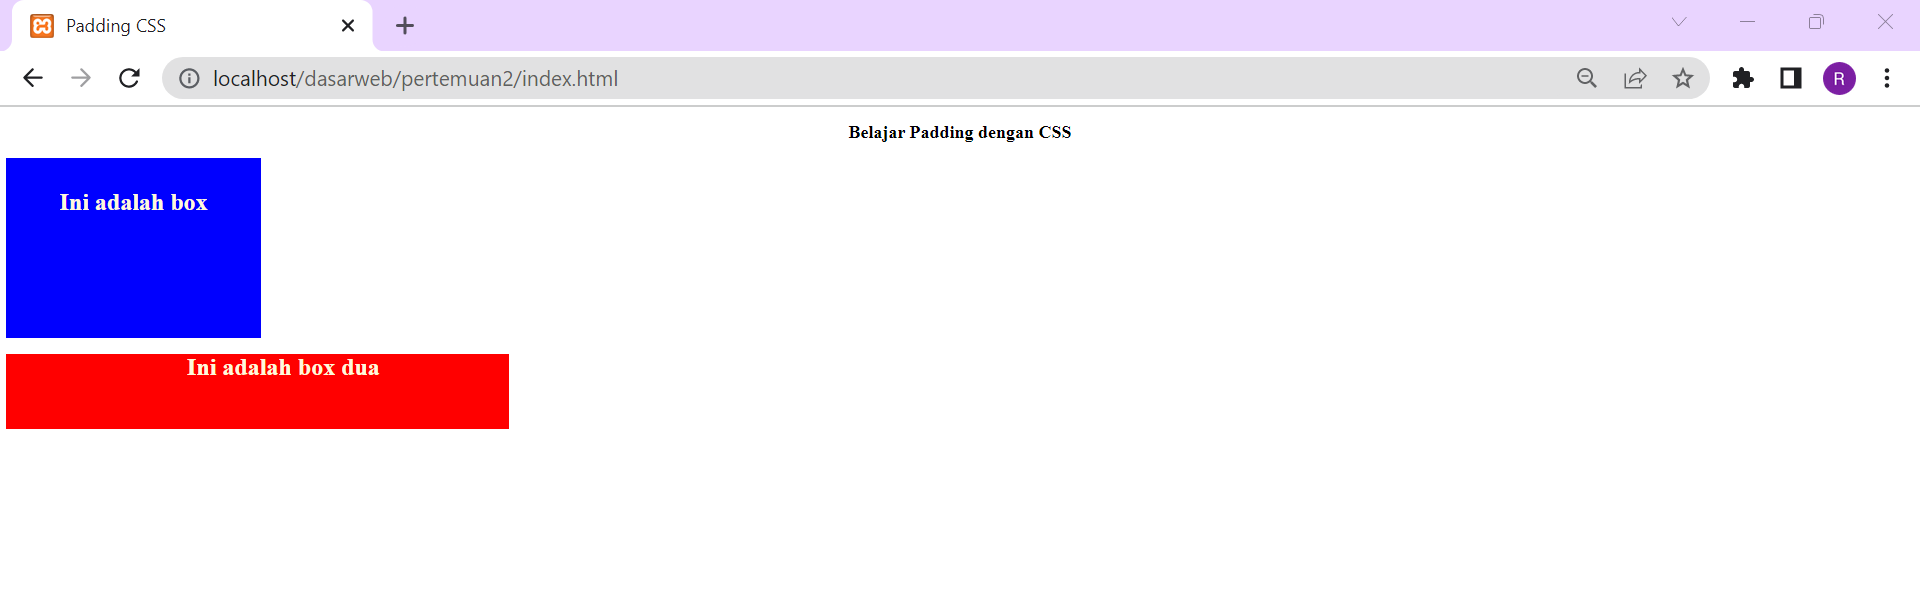 Padding CSS
localhost/dasarweb/pertemuan2/index.html
R
Belajar Padding dengan CSS
Ini adalah box
Ini adalah box dua